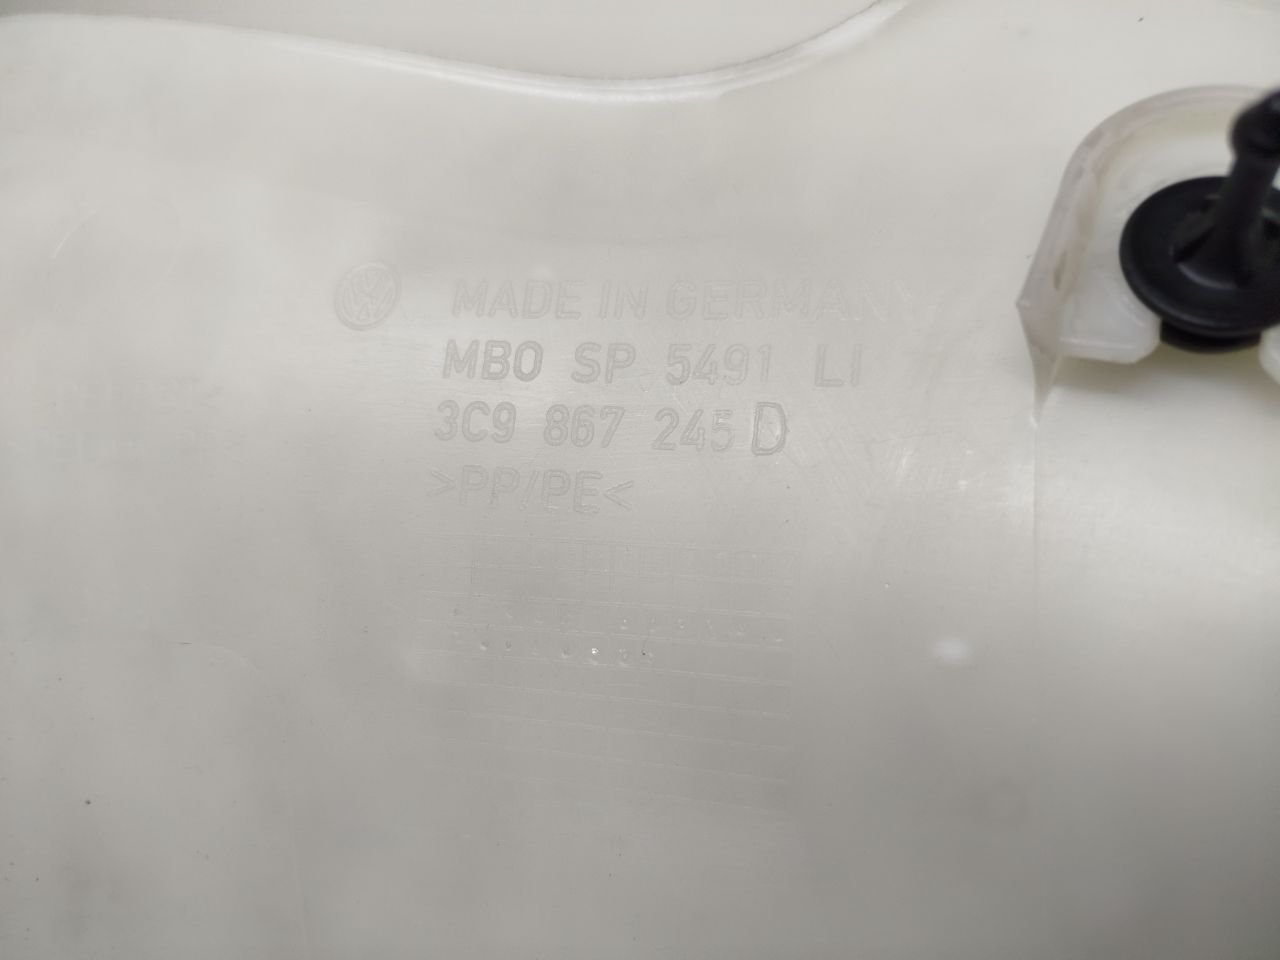 MADE IN GERMANY
MBO SP 5491 LI
3C9 867 245 D
>PP/PE<